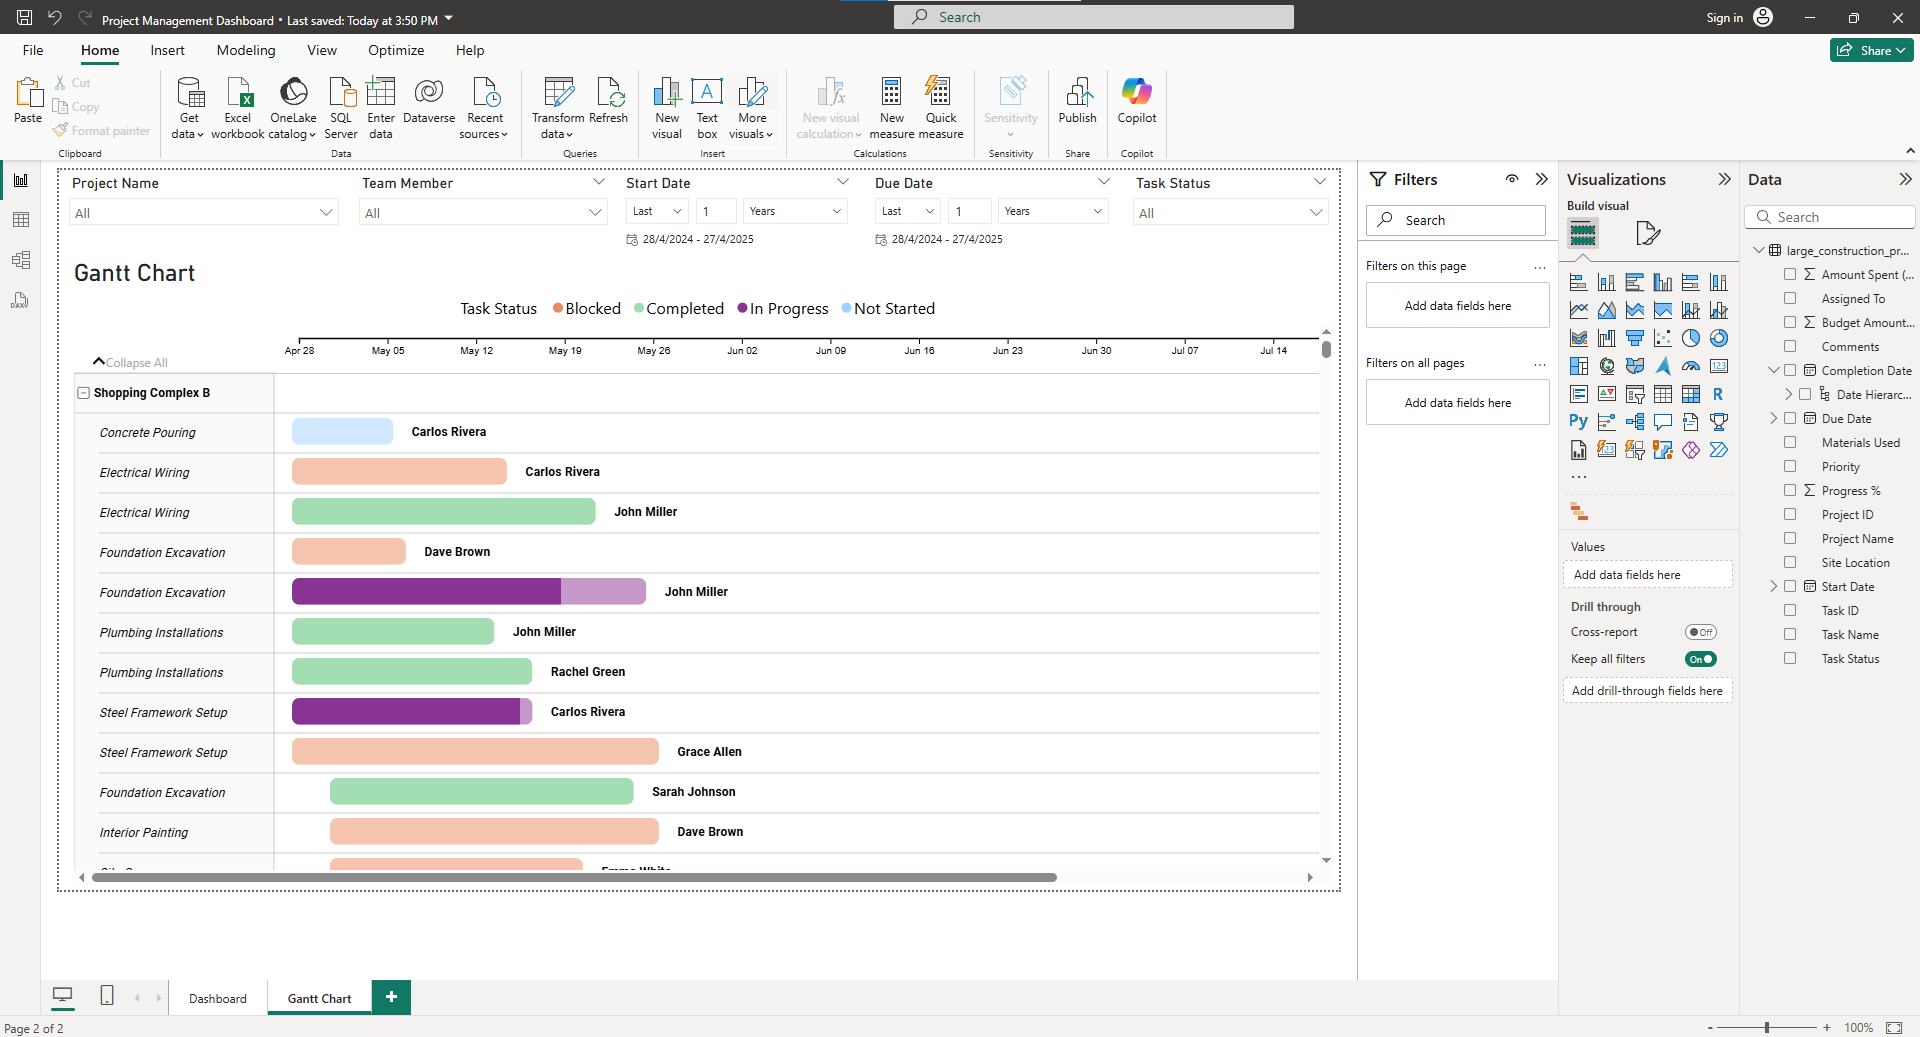 Project Management Dashboard • Last saved: Today at 3:50 PM
Search
Sign in
File Home Insert Modeling View Optimize Help
Share
Paste
Cut
Copy
Format painter
Clipboard
Get data
Excel workbook
OneLake catalog
SQL Server
Enter data
Dataverse
Recent sources
Data
Transform data
Refresh
Queries
New visual
Text box
More visuals
Insert
New visual calculation
New measure
Quick measure
Calculations
Sensitivity
Sensitivity
Publish
Share
Copilot
Copilot
Project Name
All
Team Member
All
Start Date
Last 1 Years
28/4/2024 - 27/4/2025
Due Date
Last 1 Years
28/4/2024 - 27/4/2025
Task Status
All
Gantt Chart
Task Status Blocked Completed In Progress Not Started
Apr 28 May 05 May 12 May 19 May 26 Jun 02 Jun 09 Jun 16 Jun 23 Jun 30 Jul 07 Jul 14
Collapse All
Shopping Complex B
Concrete Pouring Carlos Rivera
Electrical Wiring Carlos Rivera
Electrical Wiring John Miller
Foundation Excavation Dave Brown
Foundation Excavation John Miller
Plumbing Installations John Miller
Plumbing Installations Rachel Green
Steel Framework Setup Carlos Rivera
Steel Framework Setup Grace Allen
Foundation Excavation Sarah Johnson
Interior Painting Dave Brown
Filters
Search
Filters on this page ...
Add data fields here
Filters on all pages ...
Add data fields here
Visualizations
Build visual
123
R
Py
123
...
Values
Add data fields here
Drill through
Cross-report Off
Keep all filters On
Add drill-through fields here
Data
Search
large_construction_pr...
Σ Amount Spent (...
Assigned To
Σ Budget Amount...
Comments
Completion Date
Date Hierarc...
Due Date
Materials Used
Priority
Σ Progress %
Project ID
Project Name
Site Location
Start Date
Task ID
Task Name
Task Status
DAX
Dashboard Gantt Chart +
Page 2 of 2
- + 100%